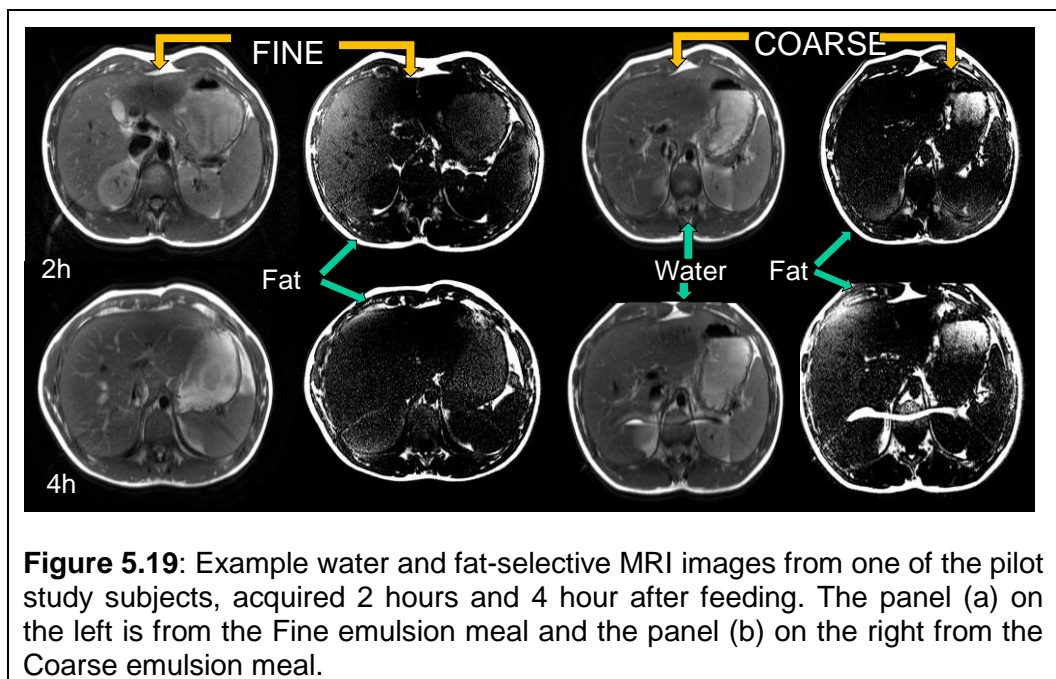 FINE
COARSE
2h
Fat
Water
Fat
4h
Figure 5.19: Example water and fat-selective MRI images from one of the pilot
study subjects, acquired 2 hours and 4 hour after feeding. The panel (a) on
the left is from the Fine emulsion meal and the panel (b) on the right from the
Coarse emulsion meal.